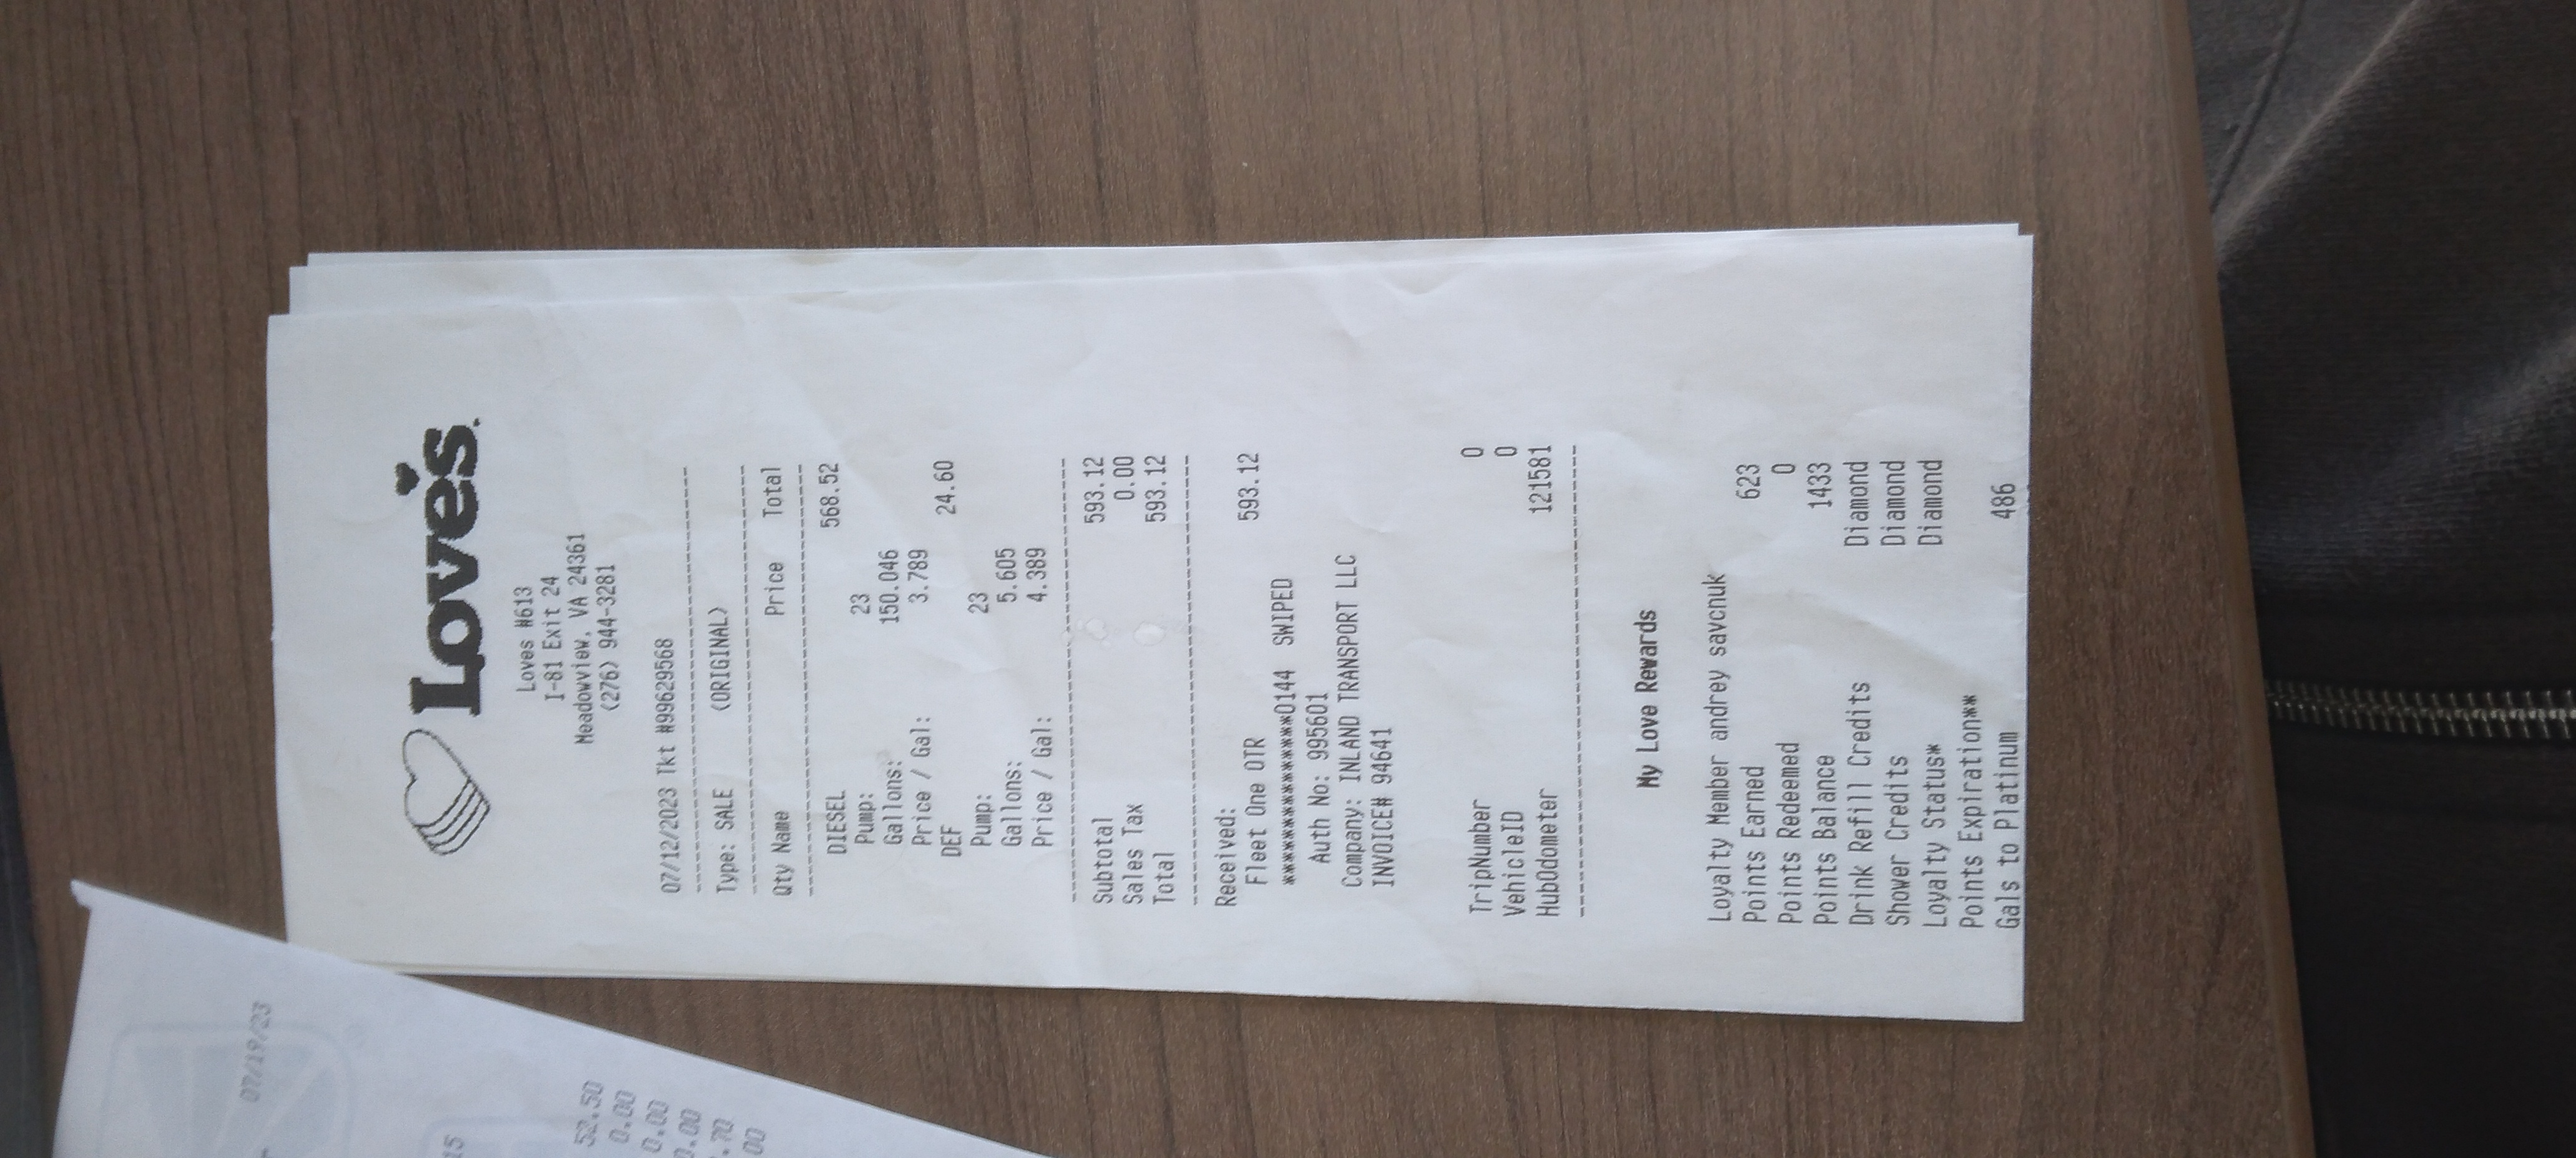 07/19/23
15
52.50
0.00
0.00
0.00
.70
00
Love's
Loves #613
I-81 Exit 24
Meadowview, VA 24361
(276) 944-3281
07/12/2023 Tkt #99629568
Type: SALE (ORIGINAL)
Qty Name Price Total
DIESEL 568.52
Pump: 23
Gallons: 150.046
Price / Gal: 3.789
DEF 24.60
Pump: 23
Gallons: 5.605
Price / Gal: 4.389
Subtotal 593.12
Sales Tax 0.00
Total 593.12
Received:
Fleet One OTR 593.12
***************0144 SWIPED
Auth No: 995601
Company: INLAND TRANSPORT LLC
INVOICE# 94641
TripNumber 0
VehicleID 0
HubOdometer 121581
My Love Rewards
Loyalty Member andrey savcnuk
Points Earned 623
Points Redeemed 0
Points Balance 1433
Drink Refill Credits Diamond
Shower Credits Diamond
Loyalty Status* Diamond
Points Expiration**
Gals to Platinum 486